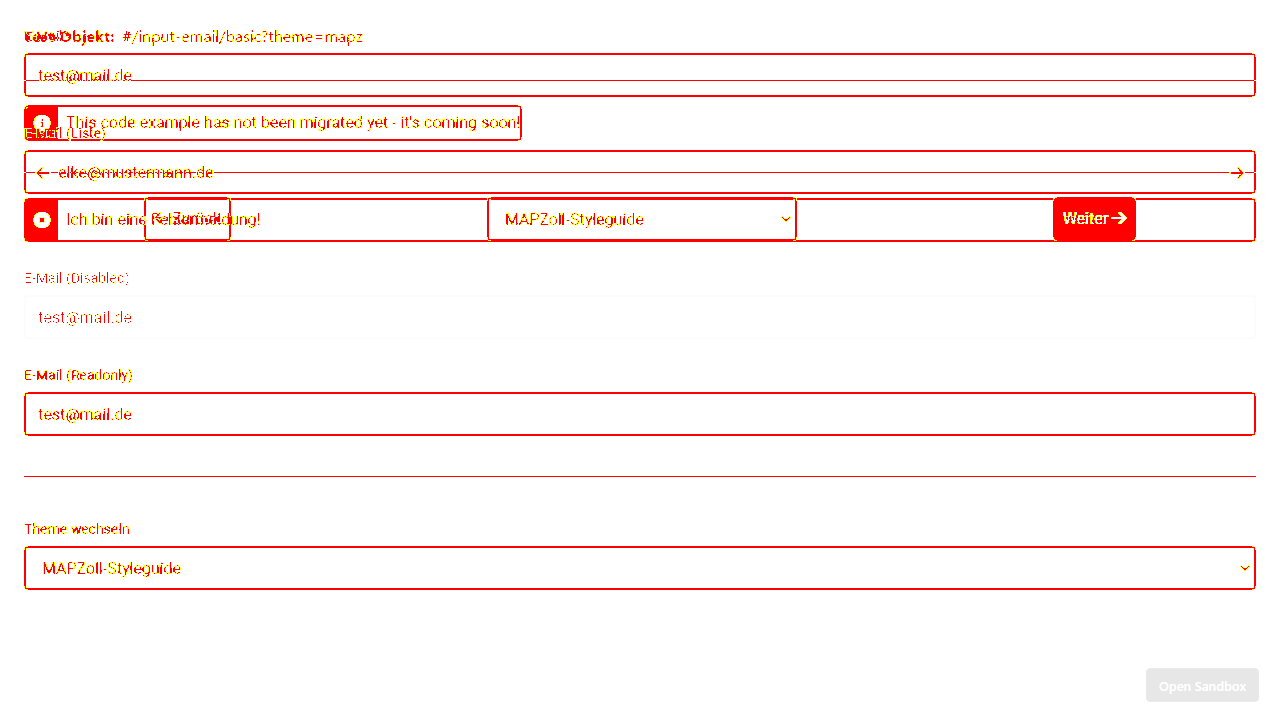 E-Mail
Test-Objekt: #/input-email/basic?theme=mapz
test@mail.de
This code example has not been migrated yet - it's coming soon!
E-Mail (Liste)
elke@mustermann.de
Ich bin eine Fehlermeldung!
Zurück
MAPZoll-Styleguide
Weiter
E-Mail (Disabled)
test@mail.de
E-Mail (Readonly)
test@mail.de
Theme wechseln
MAPZoll-Styleguide
Open Sandbox